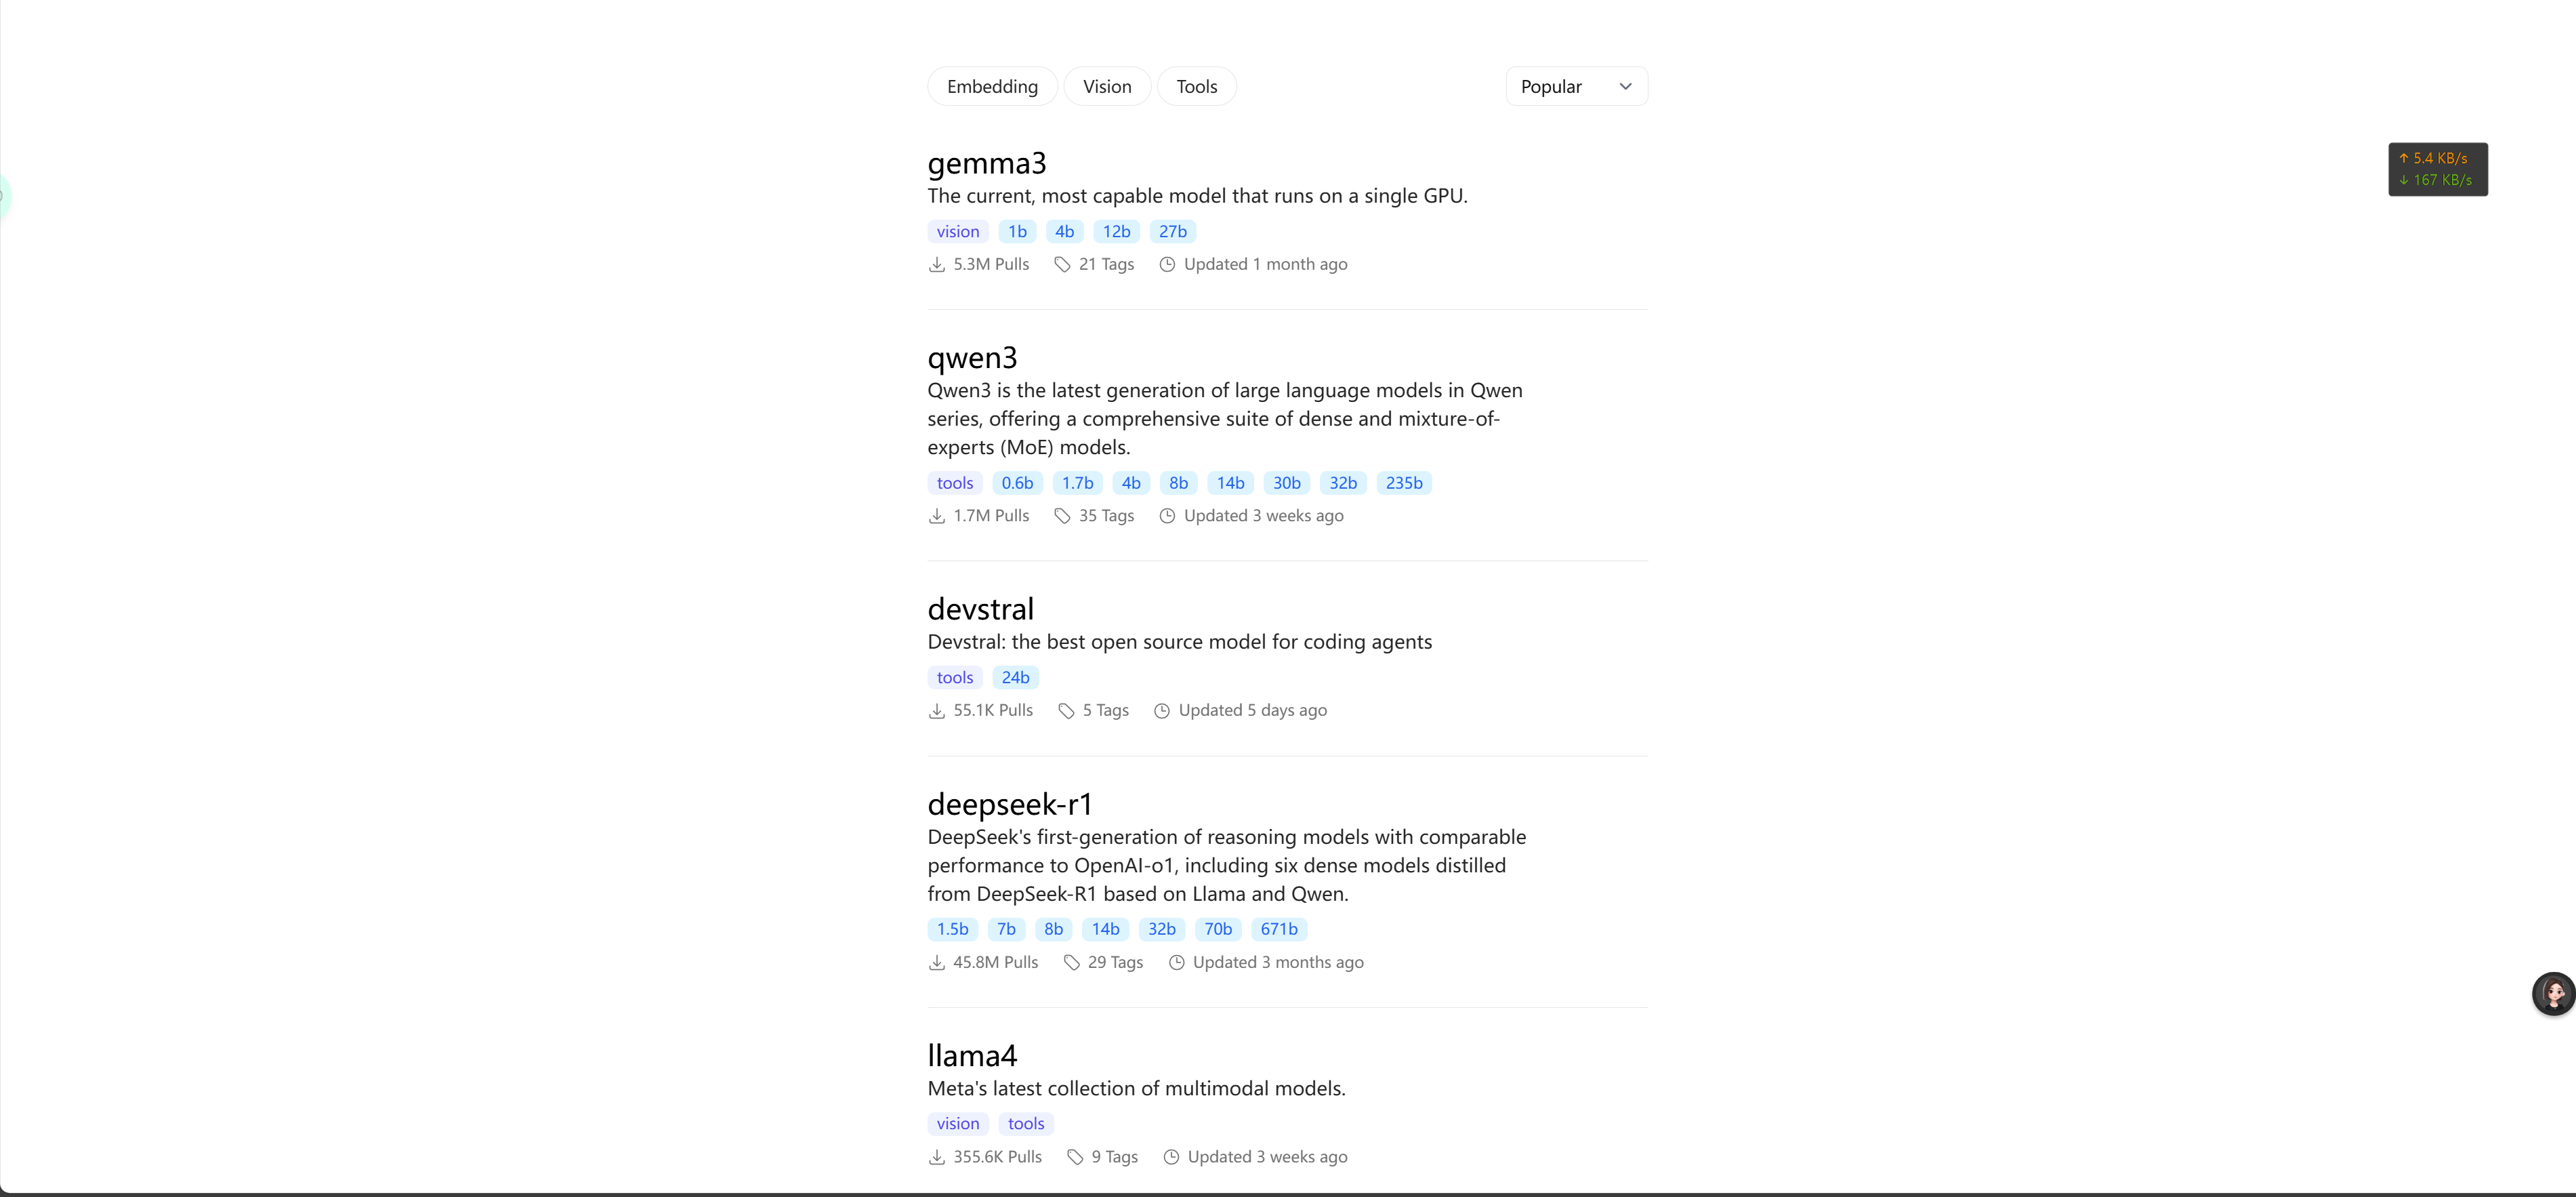 Embedding Vision Tools Popular
gemma3
The current, most capable model that runs on a single GPU.
vision 1b 4b 12b 27b
5.3M Pulls 21 Tags Updated 1 month ago
↑ 5.4 KB/s
↓ 167 KB/s
qwen3
Qwen3 is the latest generation of large language models in Qwen
series, offering a comprehensive suite of dense and mixture-of-
experts (MoE) models.
tools 0.6b 1.7b 4b 8b 14b 30b 32b 235b
1.7M Pulls 35 Tags Updated 3 weeks ago
devstral
Devstral: the best open source model for coding agents
tools 24b
55.1K Pulls 5 Tags Updated 5 days ago
deepseek-r1
DeepSeek's first-generation of reasoning models with comparable
performance to OpenAI-o1, including six dense models distilled
from DeepSeek-R1 based on Llama and Qwen.
1.5b 7b 8b 14b 32b 70b 671b
45.8M Pulls 29 Tags Updated 3 months ago
llama4
Meta's latest collection of multimodal models.
vision tools
355.6K Pulls 9 Tags Updated 3 weeks ago